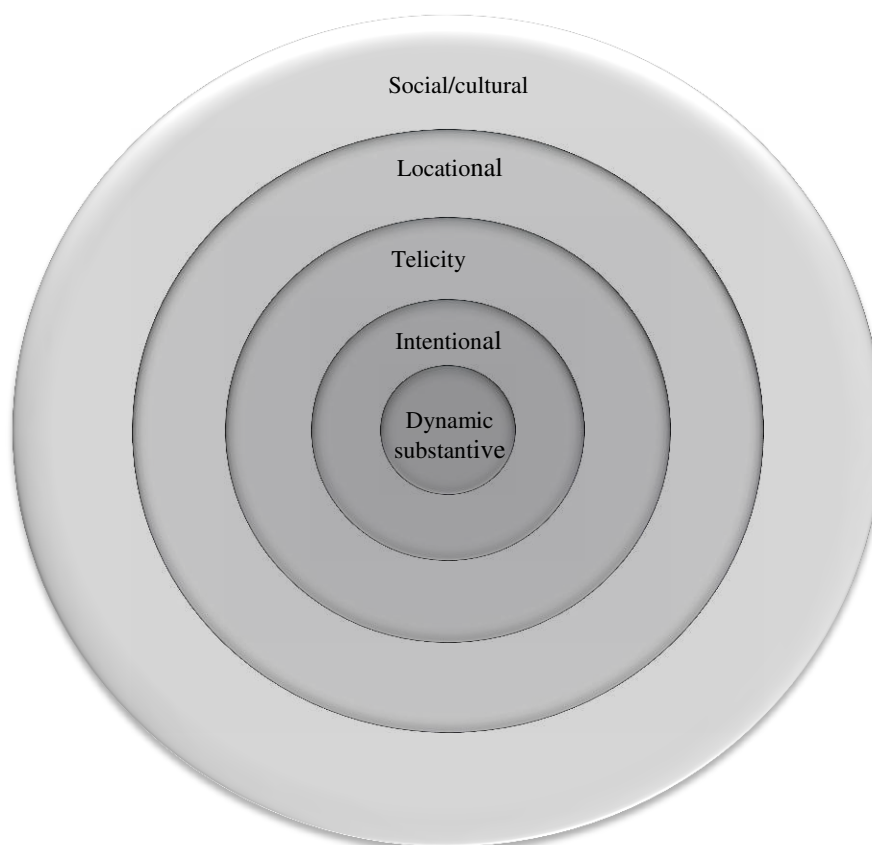 Social/cultural
Locational
Telicity
Intentional
Dynamic
substantive